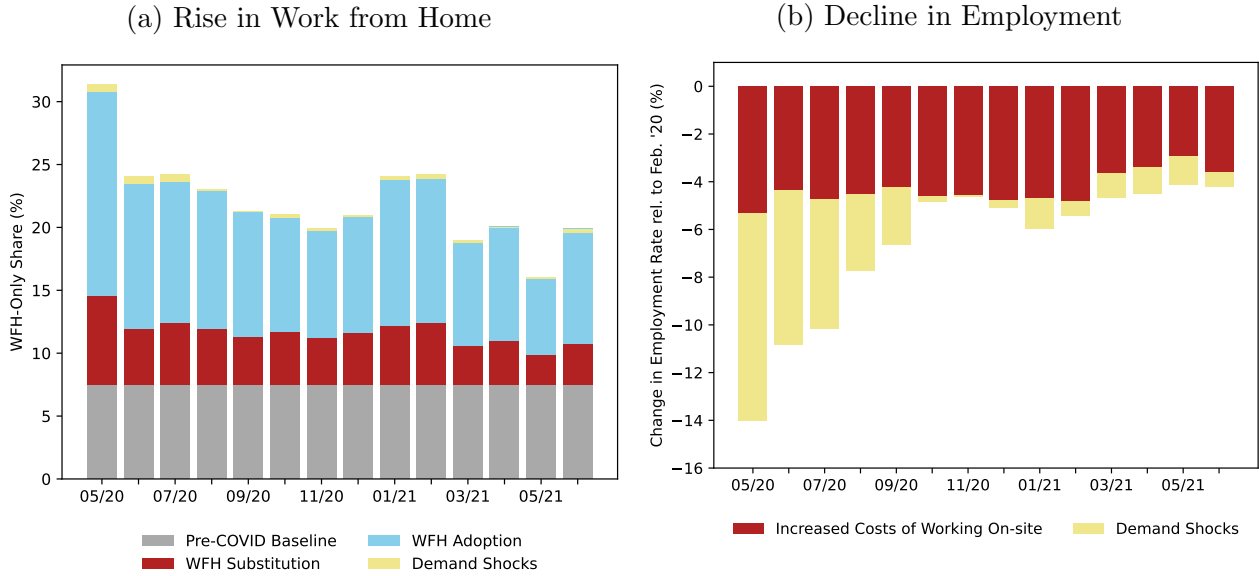 (a) Rise in Work from Home
WFH-Only Share (%)
30
25
20
15
10
5
0
05/20 07/20 09/20 11/20 01/21 03/21 05/21
Pre-COVID Baseline WFH Adoption
WFH Substitution Demand Shocks
(b) Decline in Employment
Change in Employment Rate rel. to Feb. '20 (%)
0
−2
−4
−6
−8
−10
−12
−14
−16
05/20 07/20 09/20 11/20 01/21 03/21 05/21
Increased Costs of Working On-site Demand Shocks